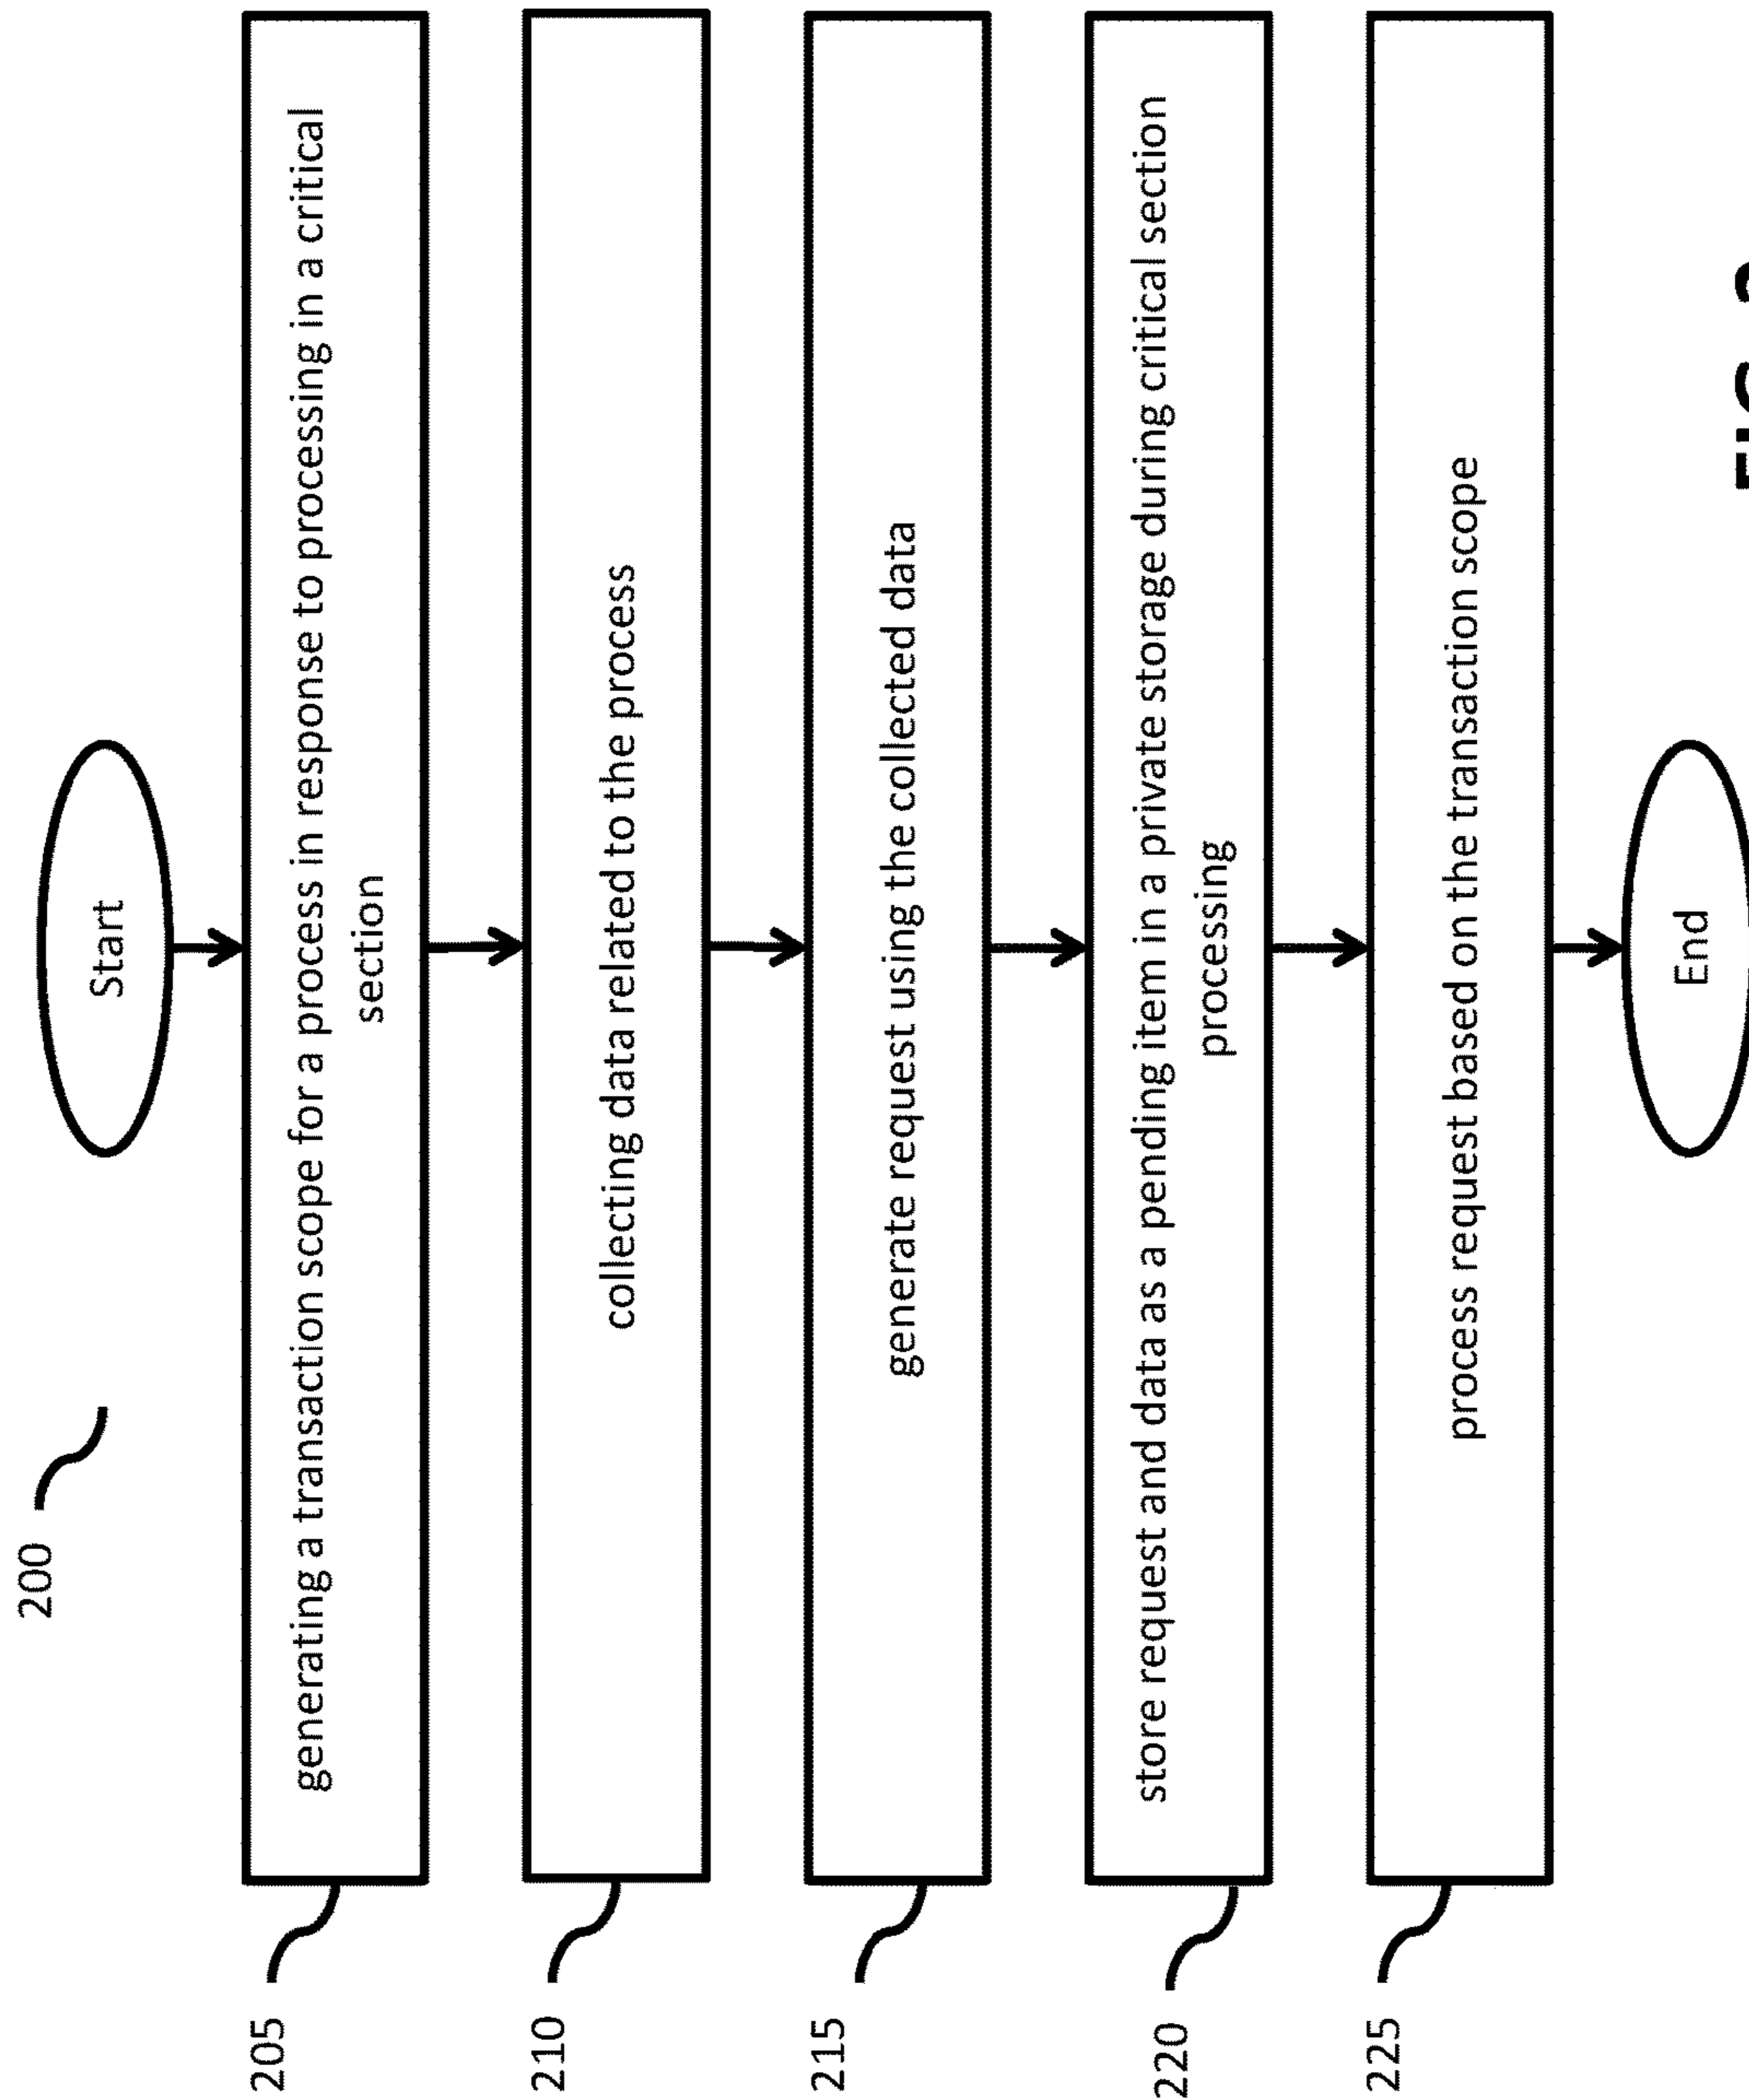 200
Start
205
generating a transaction scope for a process in response to processing in a critical
section
210
collecting data related to the process
215
generate request using the collected data
220
store request and data as a pending item in a private storage during critical section
processing
225
process request based on the transaction scope
End